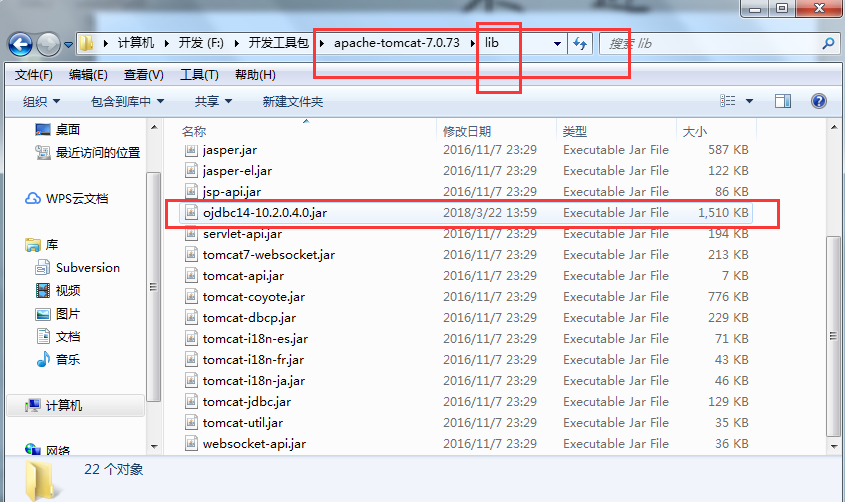 计算机 开发 (F:) 开发工具包 apache-tomcat-7.0.73 lib 搜索 lib
文件(F) 编辑(E) 查看(V) 工具(T) 帮助(H)
组织 包含到库中 共享 新建文件夹
桌面
最近访问的位置
WPS云文档
库
Subversion
视频
图片
文档
音乐
计算机
网络
名称 修改日期 类型 大小
jasper.jar 2016/11/7 23:29 Executable Jar File 587 KB
jasper-el.jar 2016/11/7 23:29 Executable Jar File 122 KB
jsp-api.jar 2016/11/7 23:29 Executable Jar File 86 KB
ojdbc14-10.2.0.4.0.jar 2018/3/22 13:59 Executable Jar File 1,510 KB
servlet-api.jar 2016/11/7 23:29 Executable Jar File 194 KB
tomcat7-websocket.jar 2016/11/7 23:29 Executable Jar File 213 KB
tomcat-api.jar 2016/11/7 23:29 Executable Jar File 7 KB
tomcat-coyote.jar 2016/11/7 23:29 Executable Jar File 776 KB
tomcat-dbcp.jar 2016/11/7 23:29 Executable Jar File 229 KB
tomcat-i18n-es.jar 2016/11/7 23:29 Executable Jar File 71 KB
tomcat-i18n-fr.jar 2016/11/7 23:29 Executable Jar File 43 KB
tomcat-i18n-ja.jar 2016/11/7 23:29 Executable Jar File 46 KB
tomcat-jdbc.jar 2016/11/7 23:29 Executable Jar File 129 KB
tomcat-util.jar 2016/11/7 23:29 Executable Jar File 35 KB
websocket-api.jar 2016/11/7 23:29 Executable Jar File 36 KB
22 个对象